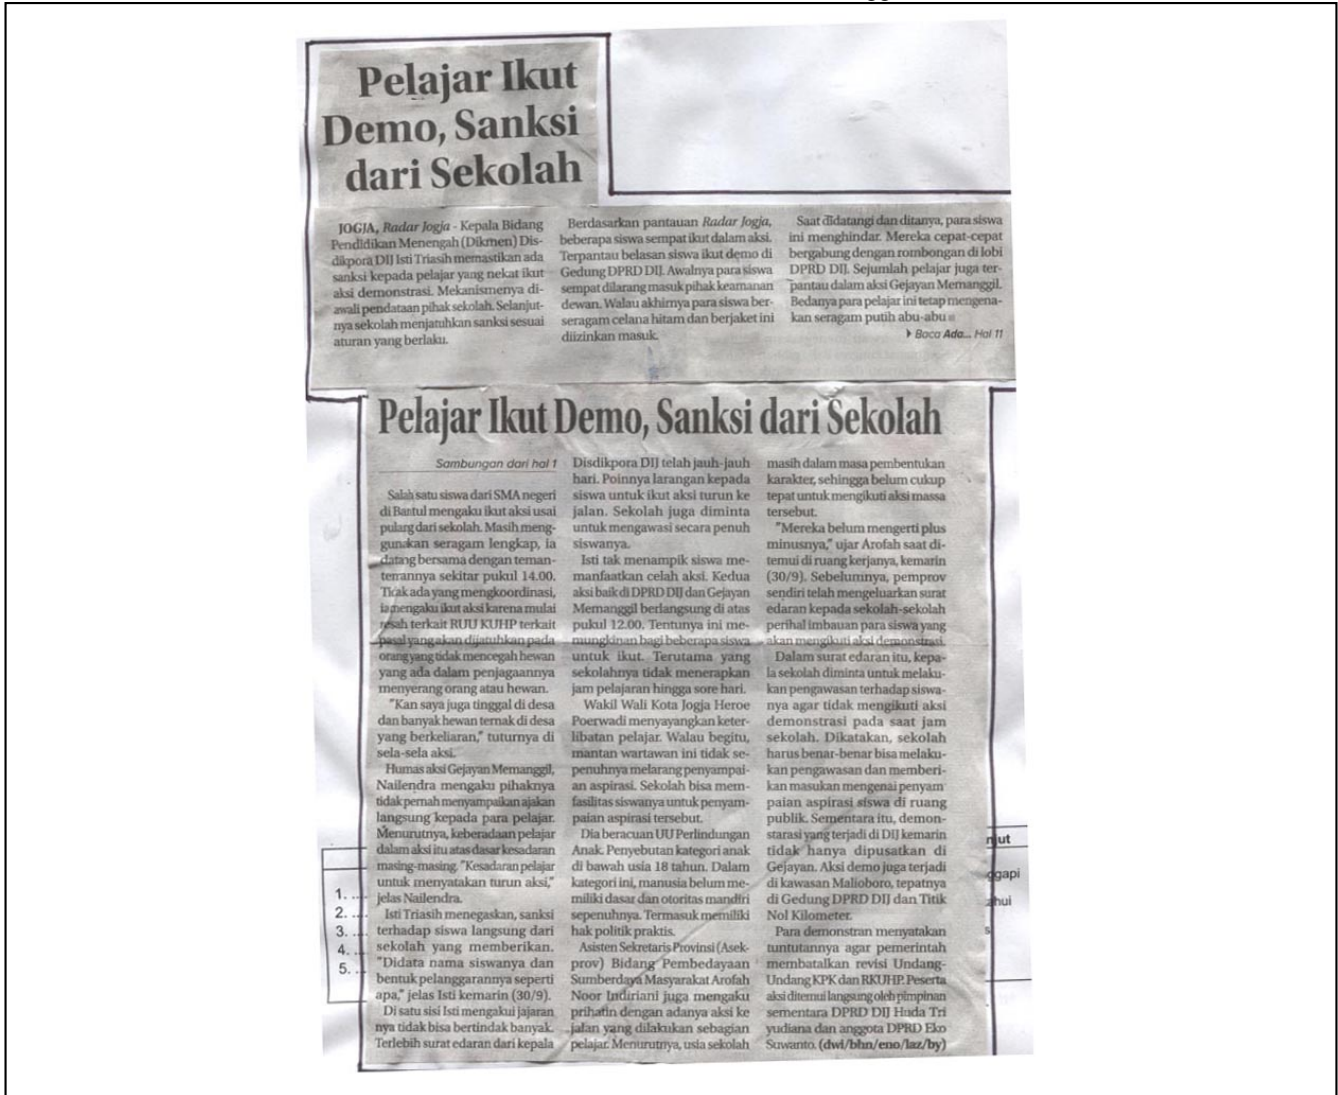 Pelajar Ikut
Demo, Sanksi
dari Sekolah
JOGJA, Radar Jogja - Kepala Bidang
Pendidikan Menengah (Dikmen) Dis-
dikpora DIJ Isti Triasih memastikan ada
sanksi kepada pelajar yang nekat ikut
aksi demonstrasi. Mekanismenya di-
awali pendataan pihak sekolah. Selanjut-
nya sekolah menjatuhkan sanksi sesuai
aturan yang berlaku.
Berdasarkan pantauan Radar Jogja,
beberapa siswa sempat ikut dalam aksi.
Terpantau belasan siswa ikut demo di
Gedung DPRD DIJ. Awalnya para siswa
sempat dilarang masuk pihak keamanan
dewan. Walau akhirnya para siswa ber-
seragam celana hitam dan berjaket ini
diizinkan masuk.
Saat didatangi dan ditanya, para siswa
ini menghindar. Mereka cepat-cepat
bergabung dengan rombongan di lobi
DPRD DIJ. Sejumlah pelajar juga ter-
pantau dalam aksi Gejayan Memanggil.
Bedanya para pelajar ini tetap mengena-
kan seragam putih abu-abu
Baca Ada... Hal 11
Pelajar Ikut Demo, Sanksi dari Sekolah
Sambungan dari hal 1
Salah satu siswa dari SMA negeri
di Bantul mengaku ikut aksi usai
pulang dari sekolah. Masih meng-
gunakan seragam lengkap, ia
datang bersama dengan teman-
temannya sekitar pukul 14.00.
Tidak ada yang mengkoordinasi,
ia mengaku ikut aksi karena mulai
resah terkait RUU KUHP terkait
pasal yang akan dijatuhkan pada
orang yang tidak mencegah hewan
yang ada dalam penjagaannya
menyerang orang atau hewan.
"Kan saya juga tinggal di desa
dan banyak hewan ternak di desa
yang berkeliaran," tuturnya di
sela-sela aksi.
Humas aksi Gejayan Memanggil,
Nailendra mengaku pihaknya
tidak pernah menyampaikan ajakan
langsung kepada para pelajar.
Menurutnya, keberadaan pelajar
dalam aksi itu atas dasar kesadaran
masing-masing. "Kesadaran pelajar
untuk menyatakan turun aksi,"
jelas Nailendra.
Isti Triasih menegaskan, sanksi
terhadap siswa langsung dari
sekolah yang memberikan.
"Didata nama siswanya dan
bentuk pelanggarannya seperti
apa," jelas Isti kemarin (30/9).
Di satu sisi Isti mengakui jajaran
nya tidak bisa bertindak banyak.
Terlebih surat edaran dari kepala
Disdikpora DIJ telah jauh-jauh
hari. Poinnya larangan kepada
siswa untuk ikut aksi turun ke
jalan. Sekolah juga diminta
untuk mengawasi secara penuh
siswanya.
Isti tak menampik siswa me-
manfaatkan celah aksi. Kedua
aksi baik di DPRD DIJ dan Gejayan
Memanggil berlangsung di atas
pukul 12.00. Tentunya ini me-
mungkinan bagi beberapa siswa
untuk ikut. Terutama yang
sekolahnya tidak menerapkan
jam pelajaran hingga sore hari.
Wakil Wali Kota Jogja Heroe
Poerwadi menyayangkan keter-
libatan pelajar. Walau begitu,
mantan wartawan ini tidak se-
penuhnya melarang penyampai-
an aspirasi. Sekolah bisa mem-
fasilitas siswanya untuk penyam-
paian aspirasi tersebut.
Dia beracuan UU Perlindungan
Anak. Penyebutan kategori anak
di bawah usia 18 tahun. Dalam
kategori ini, manusia belum me-
miliki dasar dan otoritas mandiri
sepenuhnya. Termasuk memiliki
hak politik praktis.
Asisten Sekretaris Provinsi (Asek-
prov) Bidang Pembedayaan
Sumberdaya Masyarakat Arofah
Noor Indiriani juga mengaku
prihatin dengan adanya aksi ke
jalan yang dilakukan sebagian
pelajar. Menurutnya, usia sekolah
masih dalam masa pembentukan
karakter, sehingga belum cukup
tepat untuk mengikuti aksi massa
tersebut.
"Mereka belum mengerti plus
minusnya," ujar Arofah saat di-
temui di ruang kerjanya, kemarin
(30/9). Sebelumnya, pemprov
sendiri telah mengeluarkan surat
edaran kepada sekolah-sekolah
perihal imbauan para siswa yang
akan mengikuti aksi demonstrasi.
Dalam surat edaran itu, kepa-
la sekolah diminta untuk melaku-
kan pengawasan terhadap siswa-
nya agar tidak mengikuti aksi
demonstrasi pada saat jam
sekolah. Dikatakan, sekolah
harus benar-benar bisa melaku-
kan pengawasan dan memberi-
kan masukan mengenai penyam
paian aspirasi siswa di ruang
publik. Sementara itu, demon-
starasi yang terjadi di DIJ kemarin
tidak hanya dipusatkan di
Gejayan. Aksi demo juga terjadi
di kawasan Malioboro, tepatnya
di Gedung DPRD DIJ dan Titik
Nol Kilometer.
Para demonstran menyatakan
tuntutannya agar pemerintah
membatalkan revisi Undang-
Undang KPK dan RKUHP. Peserta
aksi ditemui langsung oleh pimpinan
sementara DPRD DIJ Huda Tri
yudiana dan anggota DPRD Eko
Suwanto. (dwi/bhn/eno/laz/by)
1. ...
2. ...
3. ...
4. ...
5. ...
njut
ggapi
ahui